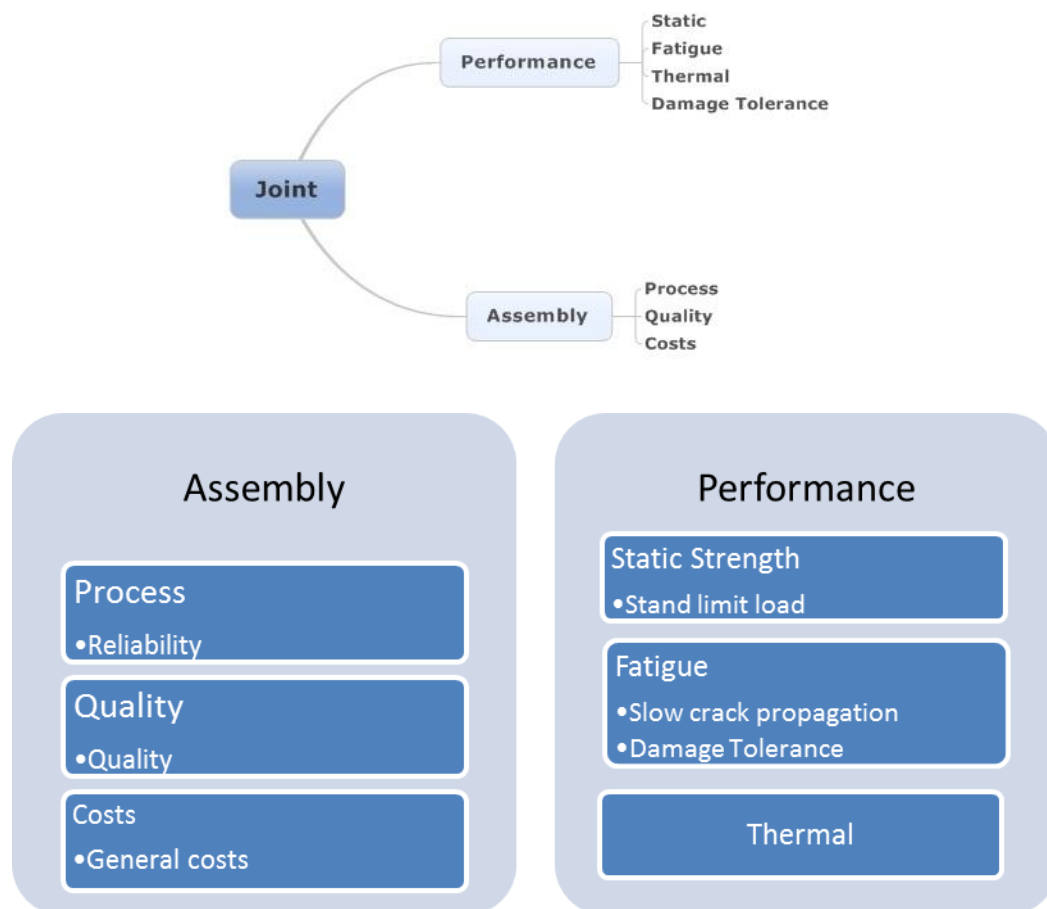 Static
Fatigue
Performance
Thermal
Damage Tolerance
Joint
Process
Assembly
Quality
Costs
Assembly
Process
•Reliability
Quality
•Quality
Costs
•General costs
Performance
Static Strength
•Stand limit load
Fatigue
•Slow crack propagation
•Damage Tolerance
Thermal